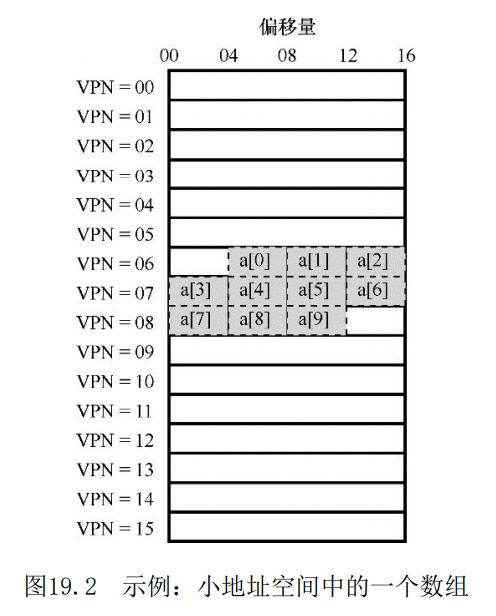 偏移量
00 04 08 12 16
VPN = 00
VPN = 01
VPN = 02
VPN = 03
VPN = 04
VPN = 05
VPN = 06 a[0] a[1] a[2]
VPN = 07 a[3] a[4] a[5] a[6]
VPN = 08 a[7] a[8] a[9]
VPN = 09
VPN = 10
VPN = 11
VPN = 12
VPN = 13
VPN = 14
VPN = 15
图19.2 示例：小地址空间中的一个数组